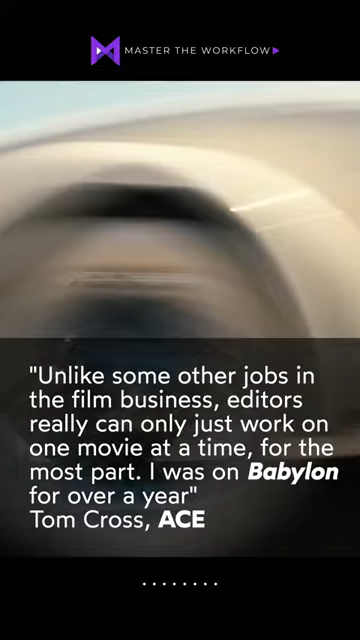 MASTER THE WORKFLOW
"Unlike some other jobs in
the film business, editors
really can only just work on
one movie at a time, for the
most part. I was on Babylon
for over a year"
Tom Cross, ACE